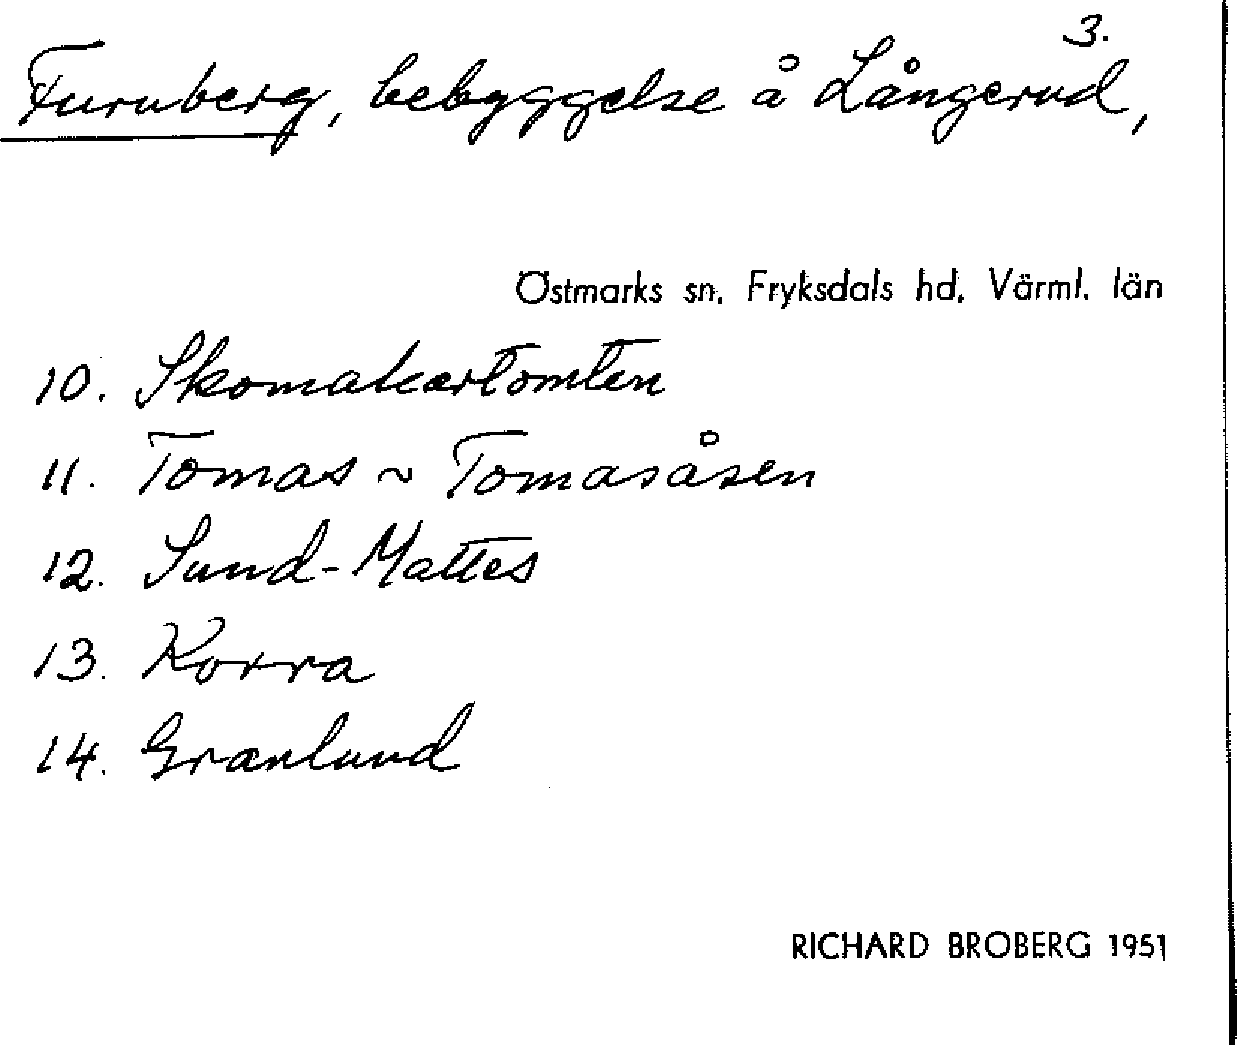 3.
Furuberg, bebyggelse å Långerud,
Östmarks sn. Fryksdals hd. Värml. län
10. Skomakartomten
11. Tomas ~ Tomasåsen
12. Sund-Mattes
13. Korra
14. Granlund
RICHARD BROBERG 1951